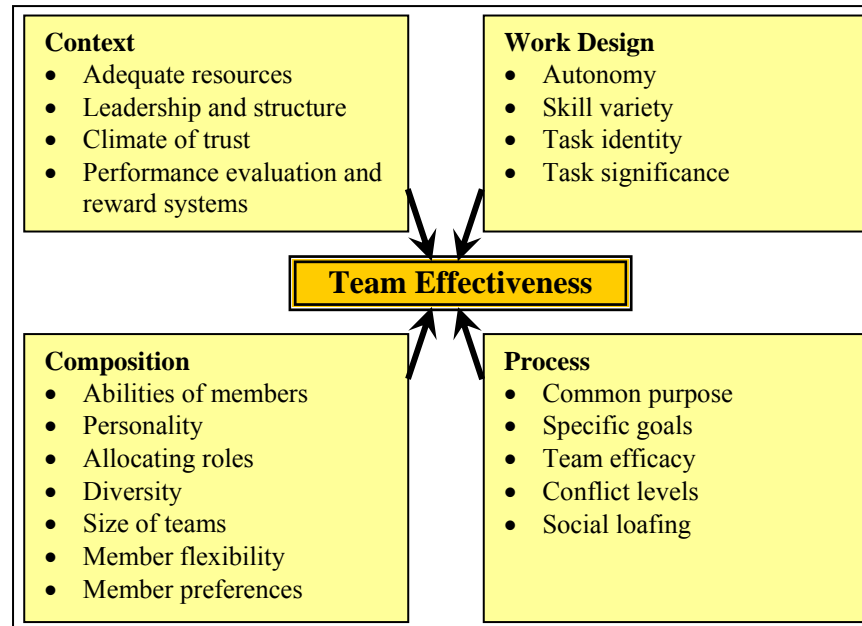 Context
• Adequate resources
• Leadership and structure
• Climate of trust
• Performance evaluation and
reward systems
Work Design
• Autonomy
• Skill variety
• Task identity
• Task significance
Team Effectiveness
Composition
• Abilities of members
• Personality
• Allocating roles
• Diversity
• Size of teams
• Member flexibility
• Member preferences
Process
• Common purpose
• Specific goals
• Team efficacy
• Conflict levels
• Social loafing